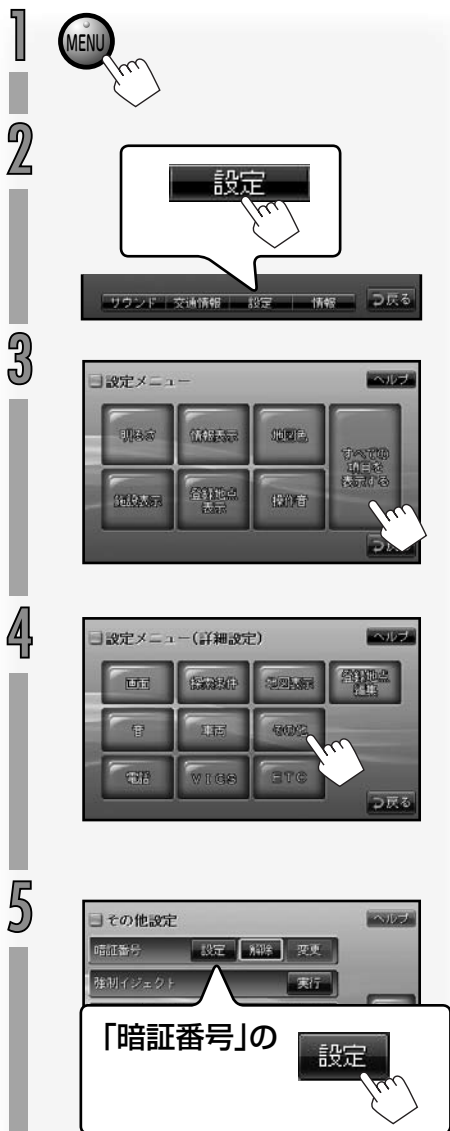 1
MENU
2
設定
サウンド 交通情報 設定 情報 戻る
3
設定メニュー ヘルプ
明るさ 情報表示 地図色 すべての
項目を
表示する
施設表示 登録地点
表示 操作音
戻る
4
設定メニュー(詳細設定) ヘルプ
画面 探索条件 地図表示 登録地点
編集
音 車両 その他
電話 VICS ETC
戻る
5
その他設定 ヘルプ
暗証番号 設定 解除 変更
強制イジェクト 実行
「暗証番号」の 設定